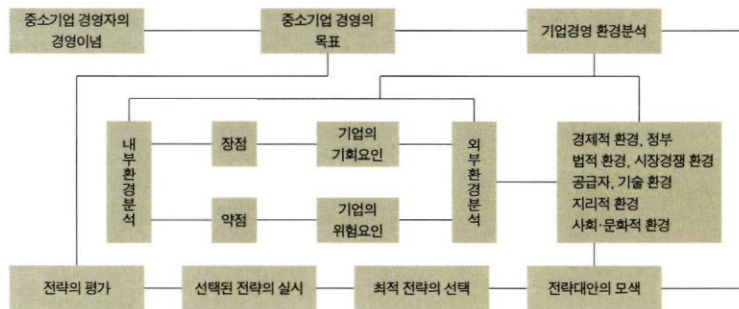 중소기업 경영자의
경영이념
중소기업 경영의
목표
기업경영 환경분석
내부환경분석
장점
기업의
기회요인
외부환경분석
경제적 환경, 정부
법적 환경, 시장경쟁 환경
공급자, 기술 환경
지리적 환경
사회·문화적 환경
약점
기업의
위험요인
전략의 평가
선택된 전략의 실시
최적 전략의 선택
전략대안의 모색